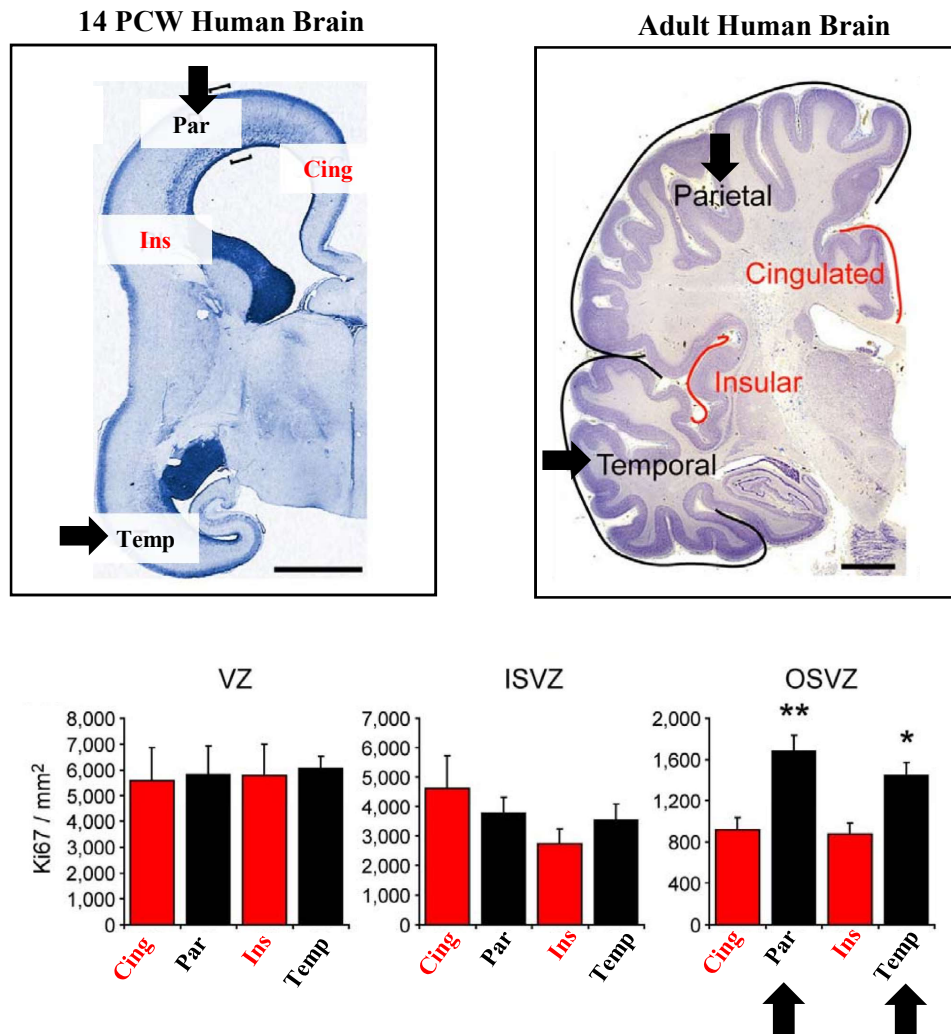 14 PCW Human Brain
Adult Human Brain
Par
Cing
Ins
Temp
Parietal
Cingulated
Insular
Temporal
VZ
ISVZ
OSVZ
Ki67 / mm²
8,000
7,000
6,000
5,000
4,000
3,000
2,000
1,000
0
Cing
Par
Ins
Temp
7,000
6,000
5,000
4,000
3,000
2,000
1,000
0
Cing
Par
Ins
Temp
2,000
1,600
1,200
800
400
0
**
*
Cing
Par
Ins
Temp